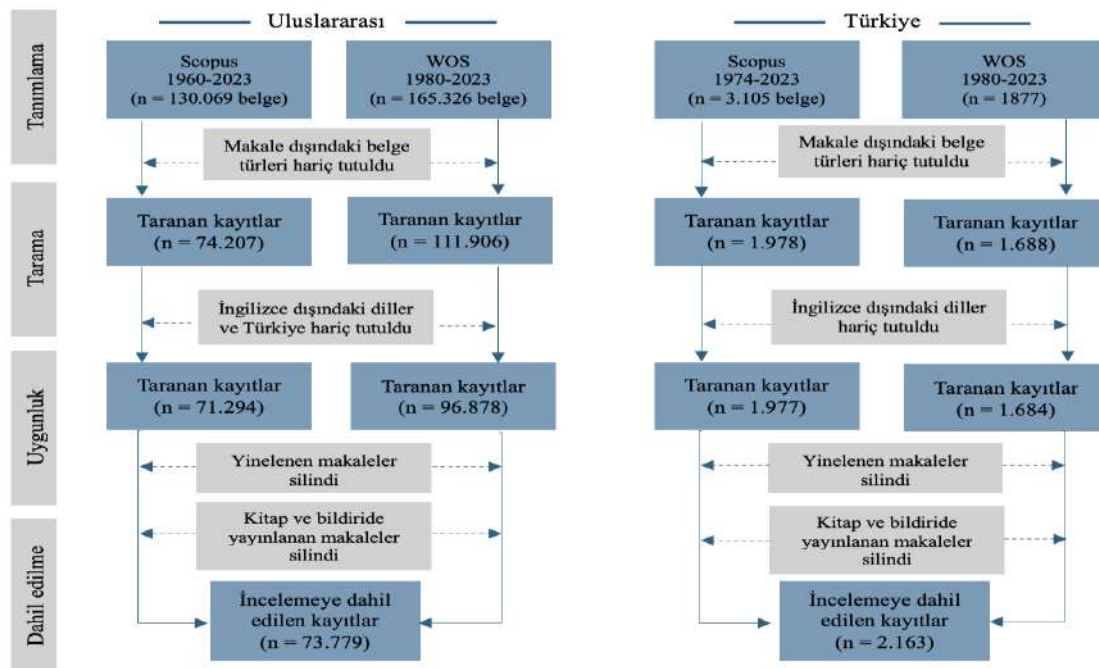 Uluslararası
Türkiye
Tanımlama
Scopus
1960-2023
(n = 130.069 belge)
WOS
1980-2023
(n = 165.326 belge)
Scopus
1974-2023
(n = 3.105 belge)
WOS
1980-2023
(n = 1877)
Makale dışındaki belge
türleri hariç tutuldu
Makale dışındaki belge
türleri hariç tutuldu
Tarama
Taranan kayıtlar
(n = 74.207)
Taranan kayıtlar
(n = 111.906)
Taranan kayıtlar
(n = 1.978)
Taranan kayıtlar
(n = 1.688)
İngilizce dışındaki diller
ve Türkiye hariç tutuldu
İngilizce dışındaki diller
hariç tutuldu
Uygunluk
Taranan kayıtlar
(n = 71.294)
Taranan kayıtlar
(n = 96.878)
Taranan kayıtlar
(n = 1.977)
Taranan kayıtlar
(n = 1.684)
Yinelenen makaleler
silindi
Yinelenen makaleler
silindi
Dahil edilme
Kitap ve bildiride
yayınlanan makaleler
silindi
Kitap ve bildiride
yayınlanan makaleler
silindi
İncelemeye dahil
edilen kayıtlar
(n = 73.779)
İncelemeye dahil
edilen kayıtlar
(n = 2.163)